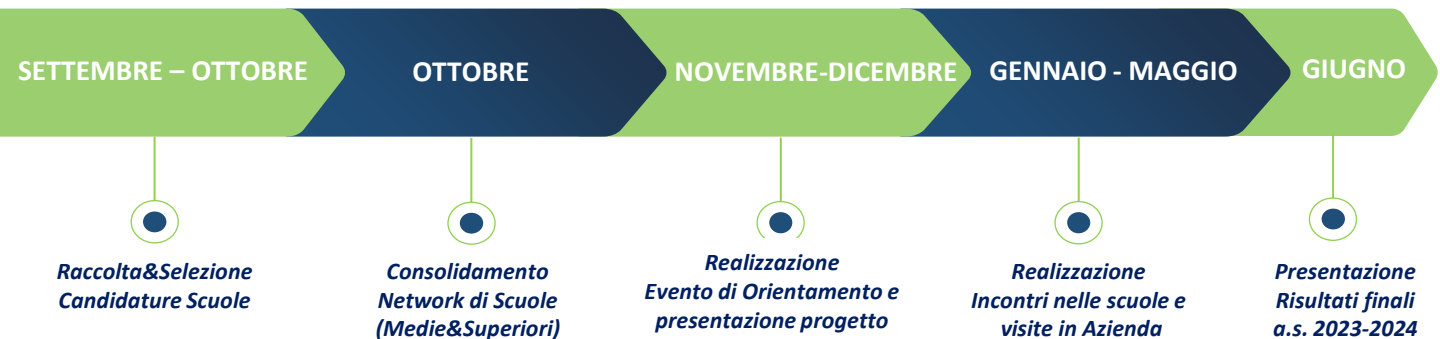 SETTEMBRE – OTTOBRE
OTTOBRE
NOVEMBRE-DICEMBRE
GENNAIO - MAGGIO
GIUGNO
Raccolta&Selezione
Candidature Scuole
Consolidamento
Network di Scuole
(Medie&Superiori)
Realizzazione
Evento di Orientamento e
presentazione progetto
Realizzazione
Incontri nelle scuole e
visite in Azienda
Presentazione
Risultati finali
a.s. 2023-2024